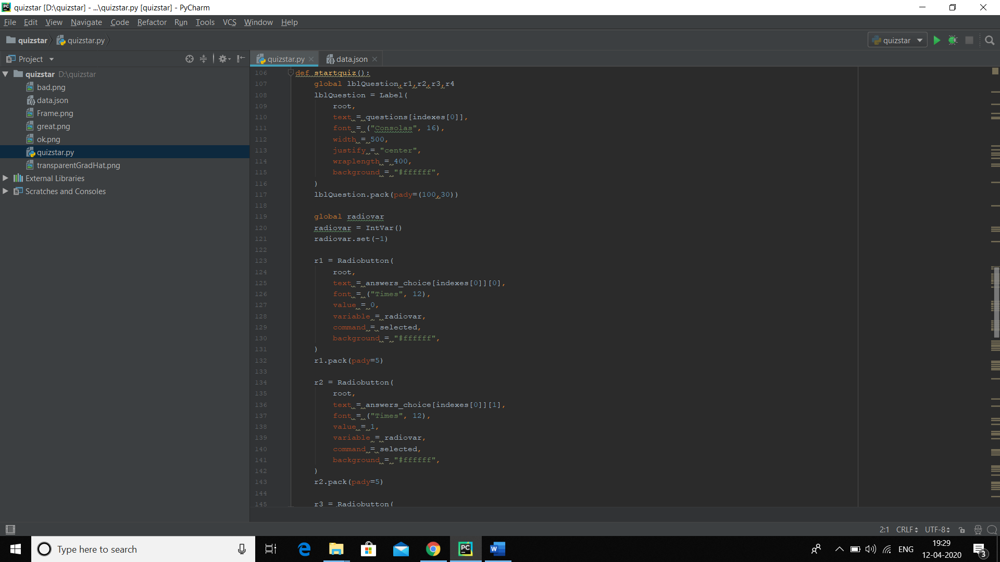 quizstar [D:\quizstar] - ...\quizstar.py [quizstar] - PyCharm
File Edit View Navigate Code Refactor Run Tools VCS Window Help
quizstar quizstar.py quizstar
Project
quizstar.py data.json
quizstar D:\quizstar
bad.png
data.json
Frame.png
great.png
ok.png
quizstar.py
transparentGradHat.png
External Libraries
Scratches and Consoles
106 def startquiz():
107 global lblQuestion,r1,r2,r3,r4
108 lblQuestion = Label(
109 root,
110 text = questions[indexes[0]],
111 font = ("Consolas", 16),
112 width = 500,
113 justify = "center",
114 wraplength = 400,
115 background = "#ffffff",
116 )
117 lblQuestion.pack(pady=(100,30))
118
119 global radiovar
120 radiovar = IntVar()
121 radiovar.set(-1)
122
123 r1 = Radiobutton(
124 root,
125 text = answers_choice[indexes[0]][0],
126 font = ("Times", 12),
127 value = 0,
128 variable = radiovar,
129 command = selected,
130 background = "#ffffff",
131 )
132 r1.pack(pady=5)
133
134 r2 = Radiobutton(
135 root,
136 text = answers_choice[indexes[0]][1],
137 font = ("Times", 12),
138 value = 1,
139 variable = radiovar,
140 command = selected,
141 background = "#ffffff",
142 )
143 r2.pack(pady=5)
144
145 r3 = Radiobutton(
2:1 CRLF UTF-8
Type here to search
ENG
19:29
12-04-2020
3